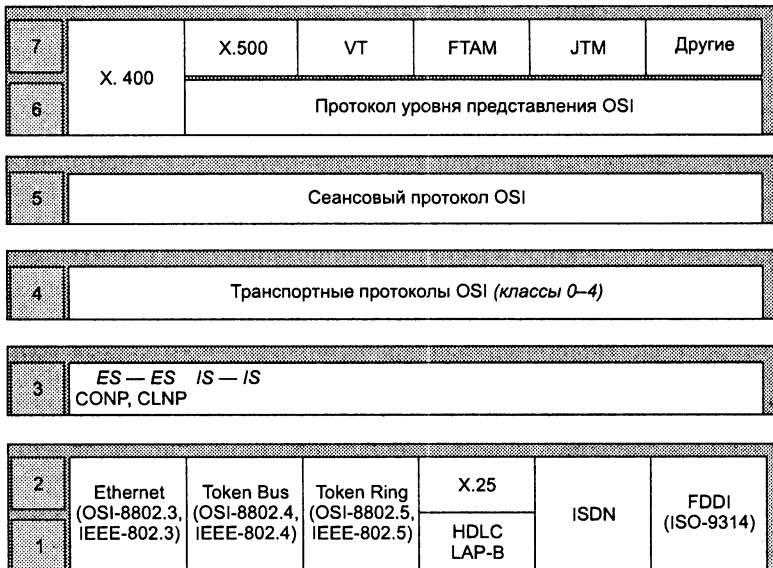 7
X. 400
X.500
VT
FTAM
JTM
Другие
6
Протокол уровня представления OSI
5
Сеансовый протокол OSI
4
Транспортные протоколы OSI (классы 0–4)
3
ES — ES IS — IS
CONP, CLNP
2
1
Ethernet
(OSI-8802.3,
IEEE-802.3)
Token Bus
(OSI-8802.4,
IEEE-802.4)
Token Ring
(OSI-8802.5,
IEEE-802.5)
X.25
HDLC
LAP-B
ISDN
FDDI
(ISO-9314)